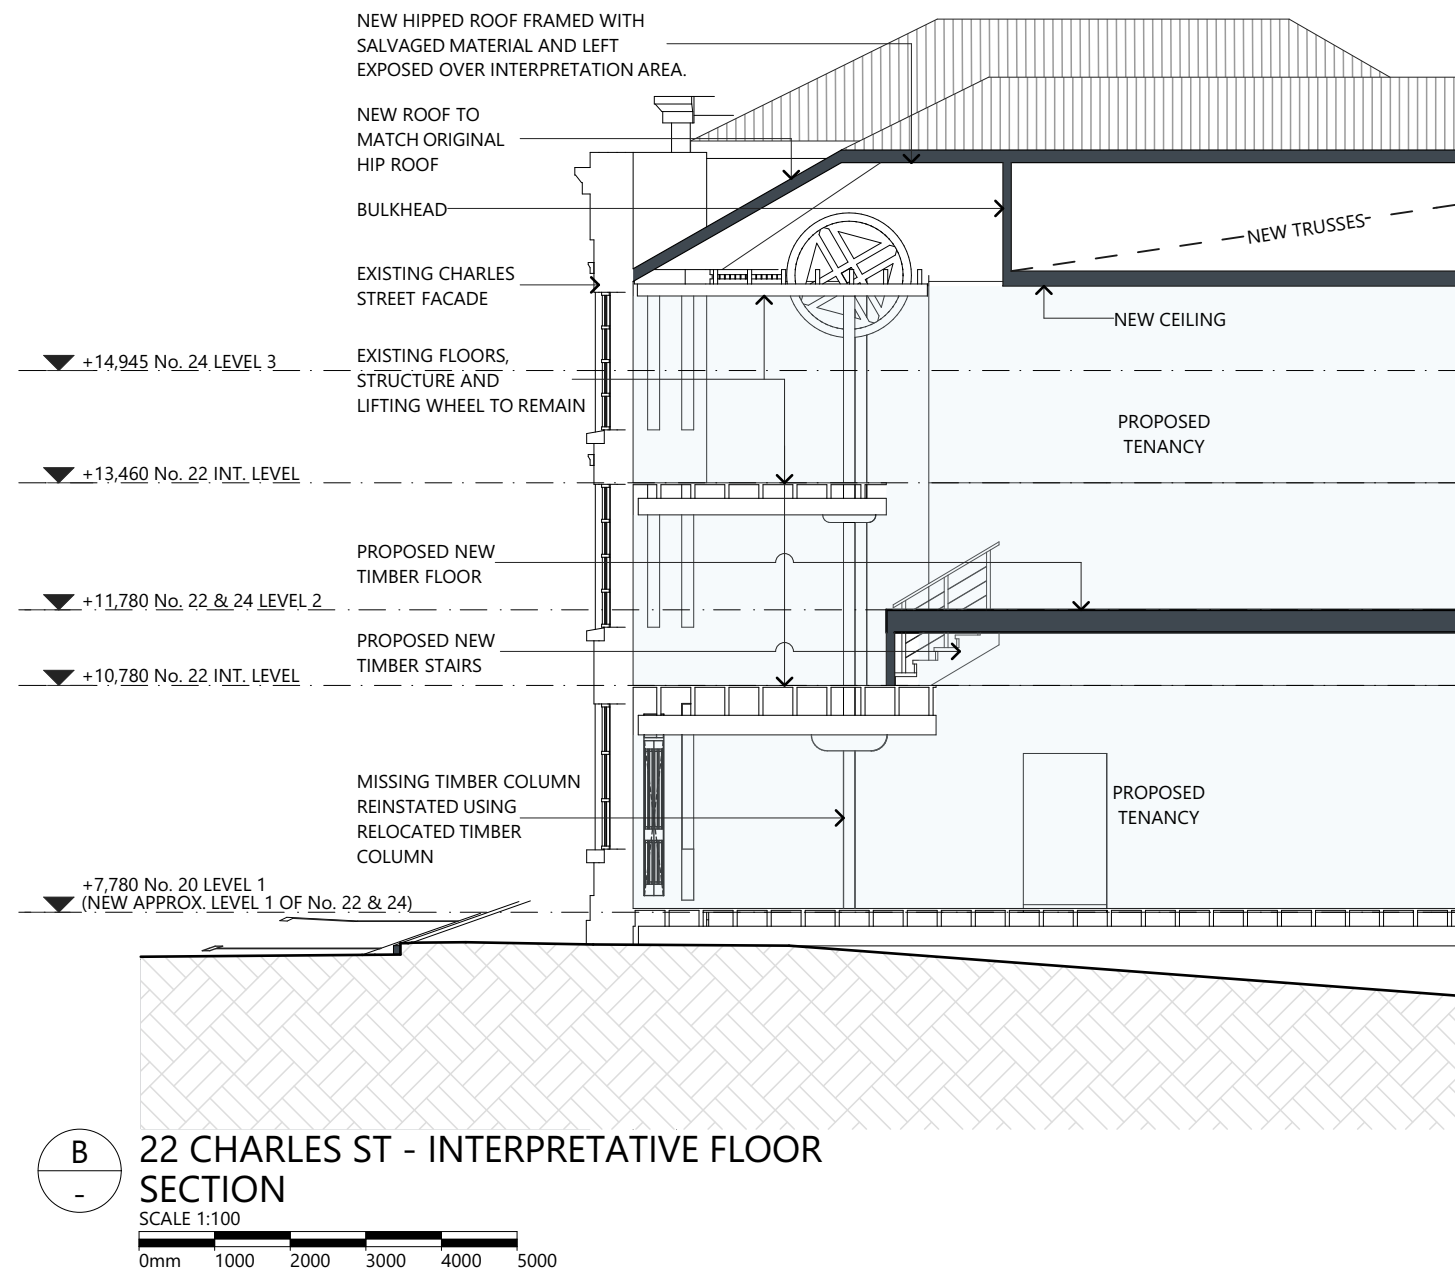 NEW HIPPED ROOF FRAMED WITH
SALVAGED MATERIAL AND LEFT
EXPOSED OVER INTERPRETATION AREA.
NEW ROOF TO
MATCH ORIGINAL
HIP ROOF
BULKHEAD
NEW TRUSSES
EXISTING CHARLES
STREET FACADE
NEW CEILING
+14,945 No. 24 LEVEL 3
EXISTING FLOORS,
STRUCTURE AND
LIFTING WHEEL TO REMAIN
PROPOSED
TENANCY
+13,460 No. 22 INT. LEVEL
PROPOSED NEW
TIMBER FLOOR
+11,780 No. 22 & 24 LEVEL 2
PROPOSED NEW
TIMBER STAIRS
+10,780 No. 22 INT. LEVEL
MISSING TIMBER COLUMN
REINSTATED USING
RELOCATED TIMBER
COLUMN
PROPOSED
TENANCY
+7,780 No. 20 LEVEL 1
(NEW APPROX. LEVEL 1 OF No. 22 & 24)
B
-
22 CHARLES ST - INTERPRETATIVE FLOOR
SECTION
SCALE 1:100
0mm 1000 2000 3000 4000 5000